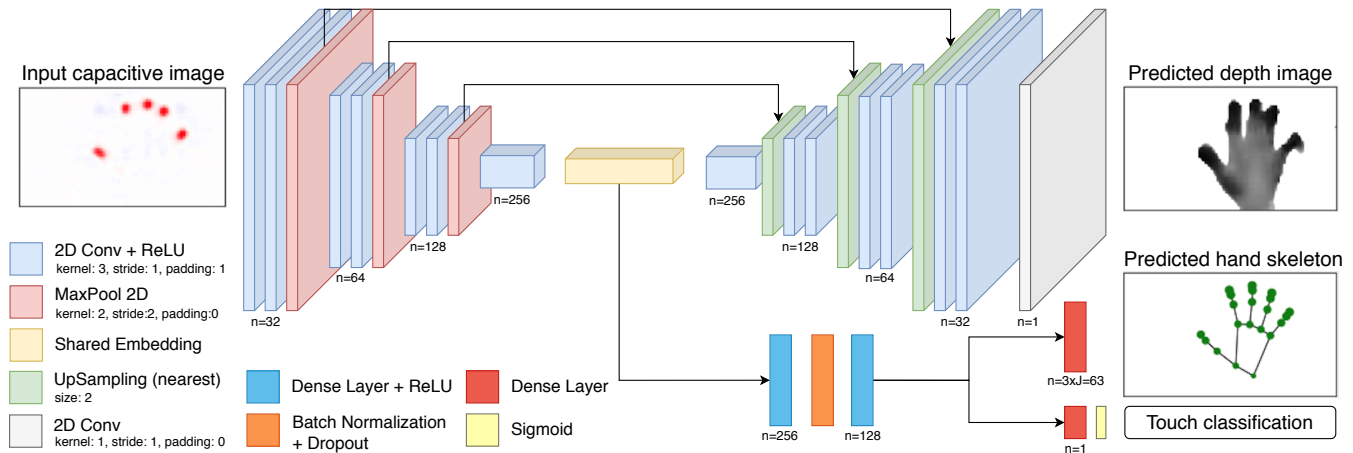 Input capacitive image
Predicted depth image
n=32
n=64
n=128
n=256
n=256
n=128
n=64
n=32
n=1
2D Conv + ReLU
kernel: 3, stride: 1, padding: 1
MaxPool 2D
kernel: 2, stride:2, padding:0
Shared Embedding
UpSampling (nearest)
size: 2
2D Conv
kernel: 1, stride: 1, padding: 0
Dense Layer + ReLU
Batch Normalization
+ Dropout
Dense Layer
Sigmoid
n=256
n=128
n=3xJ=63
n=1
Predicted hand skeleton
Touch classification